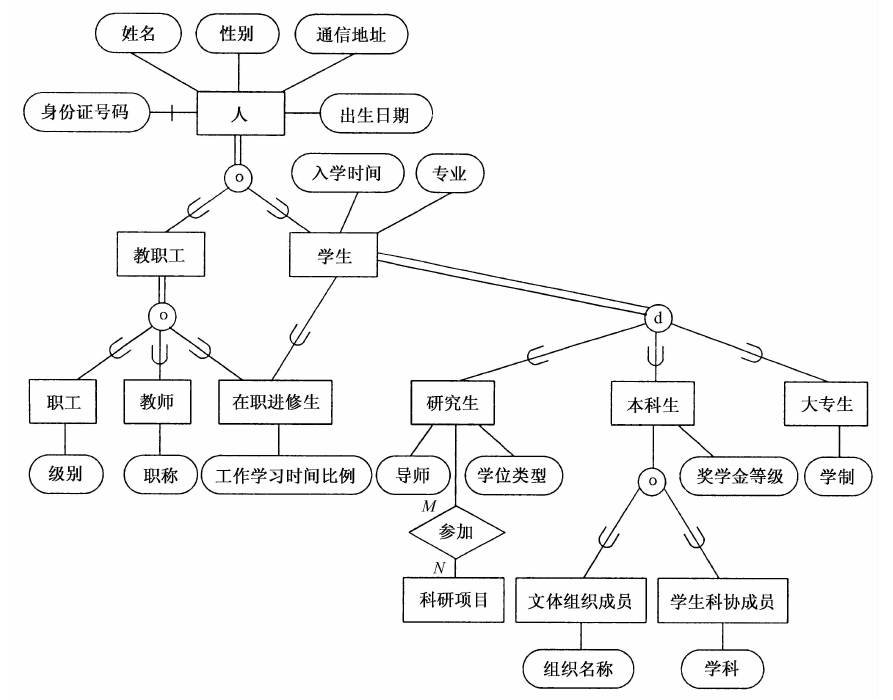 姓名
性别
通信地址
身份证号码
人
出生日期
o
入学时间
专业
教职工
学生
o
d
职工
教师
在职进修生
研究生
本科生
大专生
级别
职称
工作学习时间比例
导师
学位类型
奖学金等级
学制
o
M
参加
N
科研项目
文体组织成员
学生科协成员
组织名称
学科